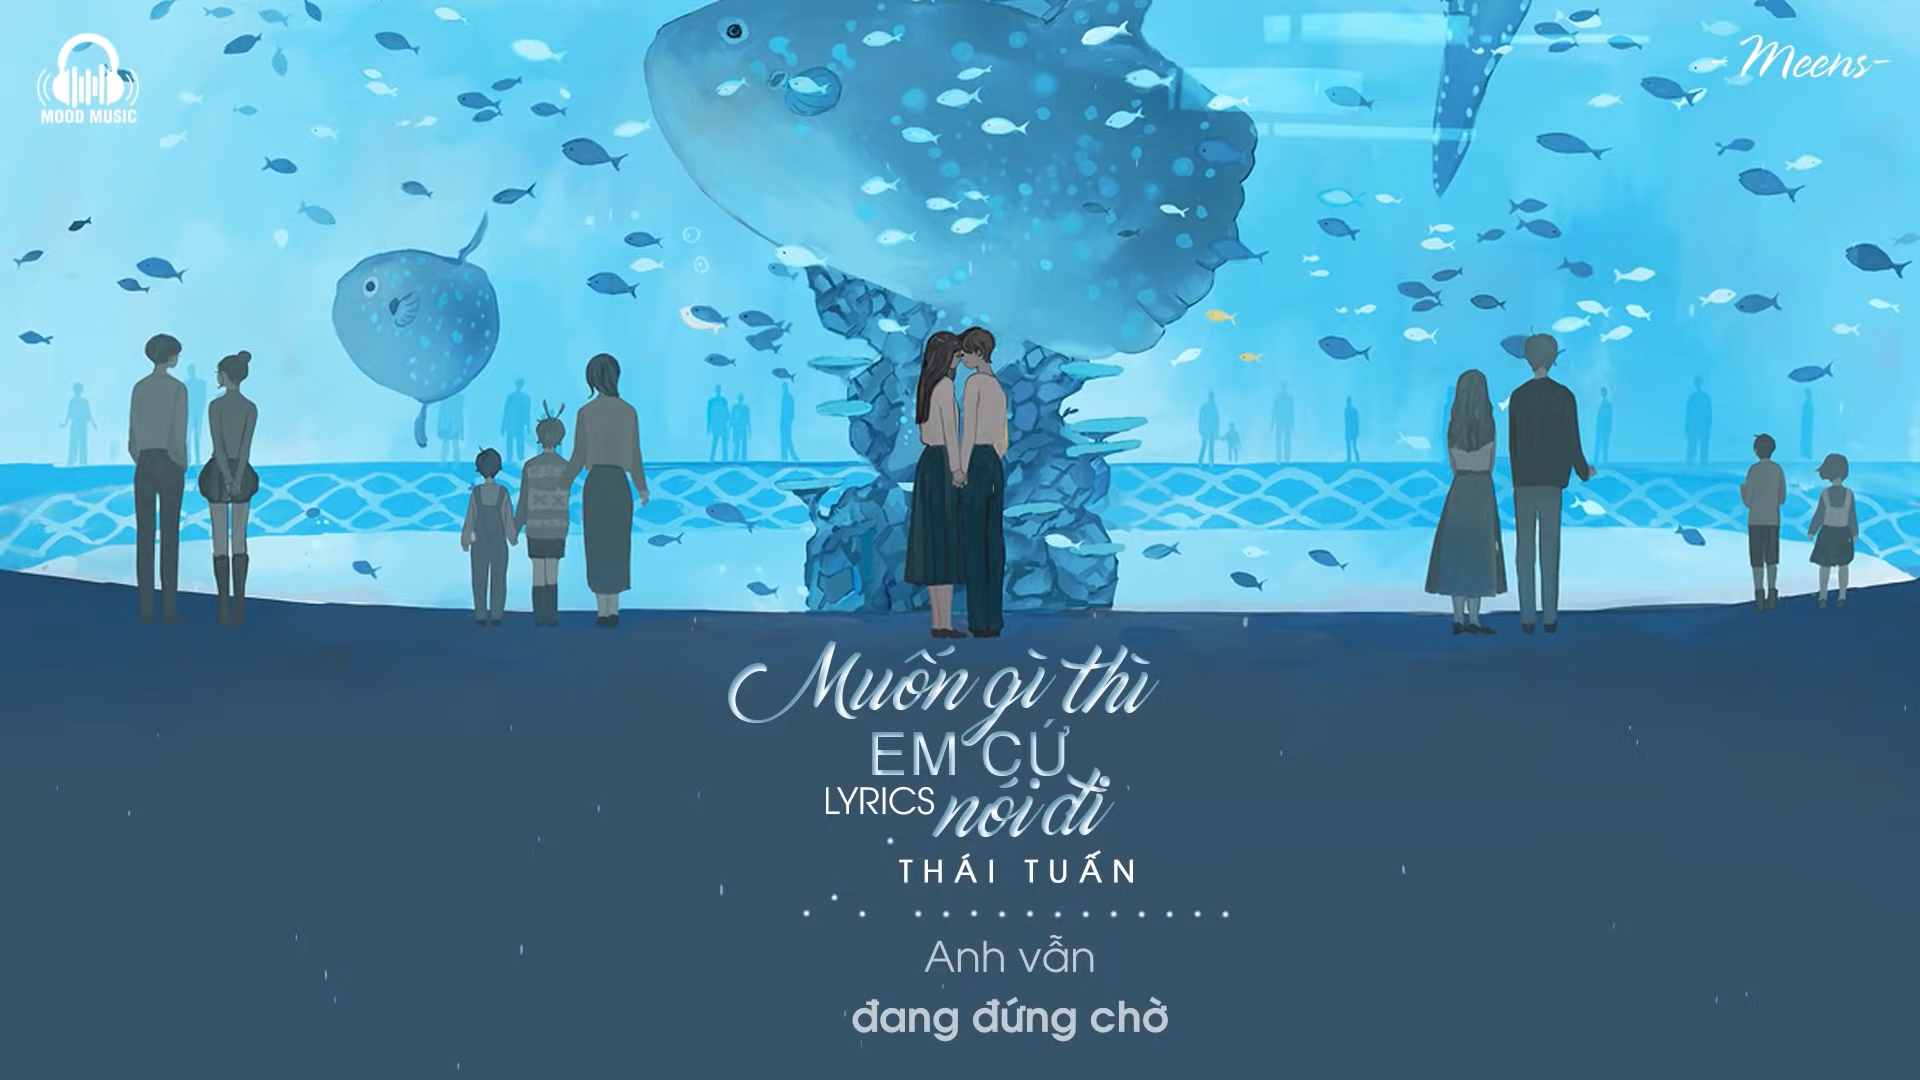 MOOD MUSIC
-Meens-
Muốn gì thì
EM CỨ
LYRICS nói đi
THÁI TUẤN
Anh vẫn
đang đứng chờ